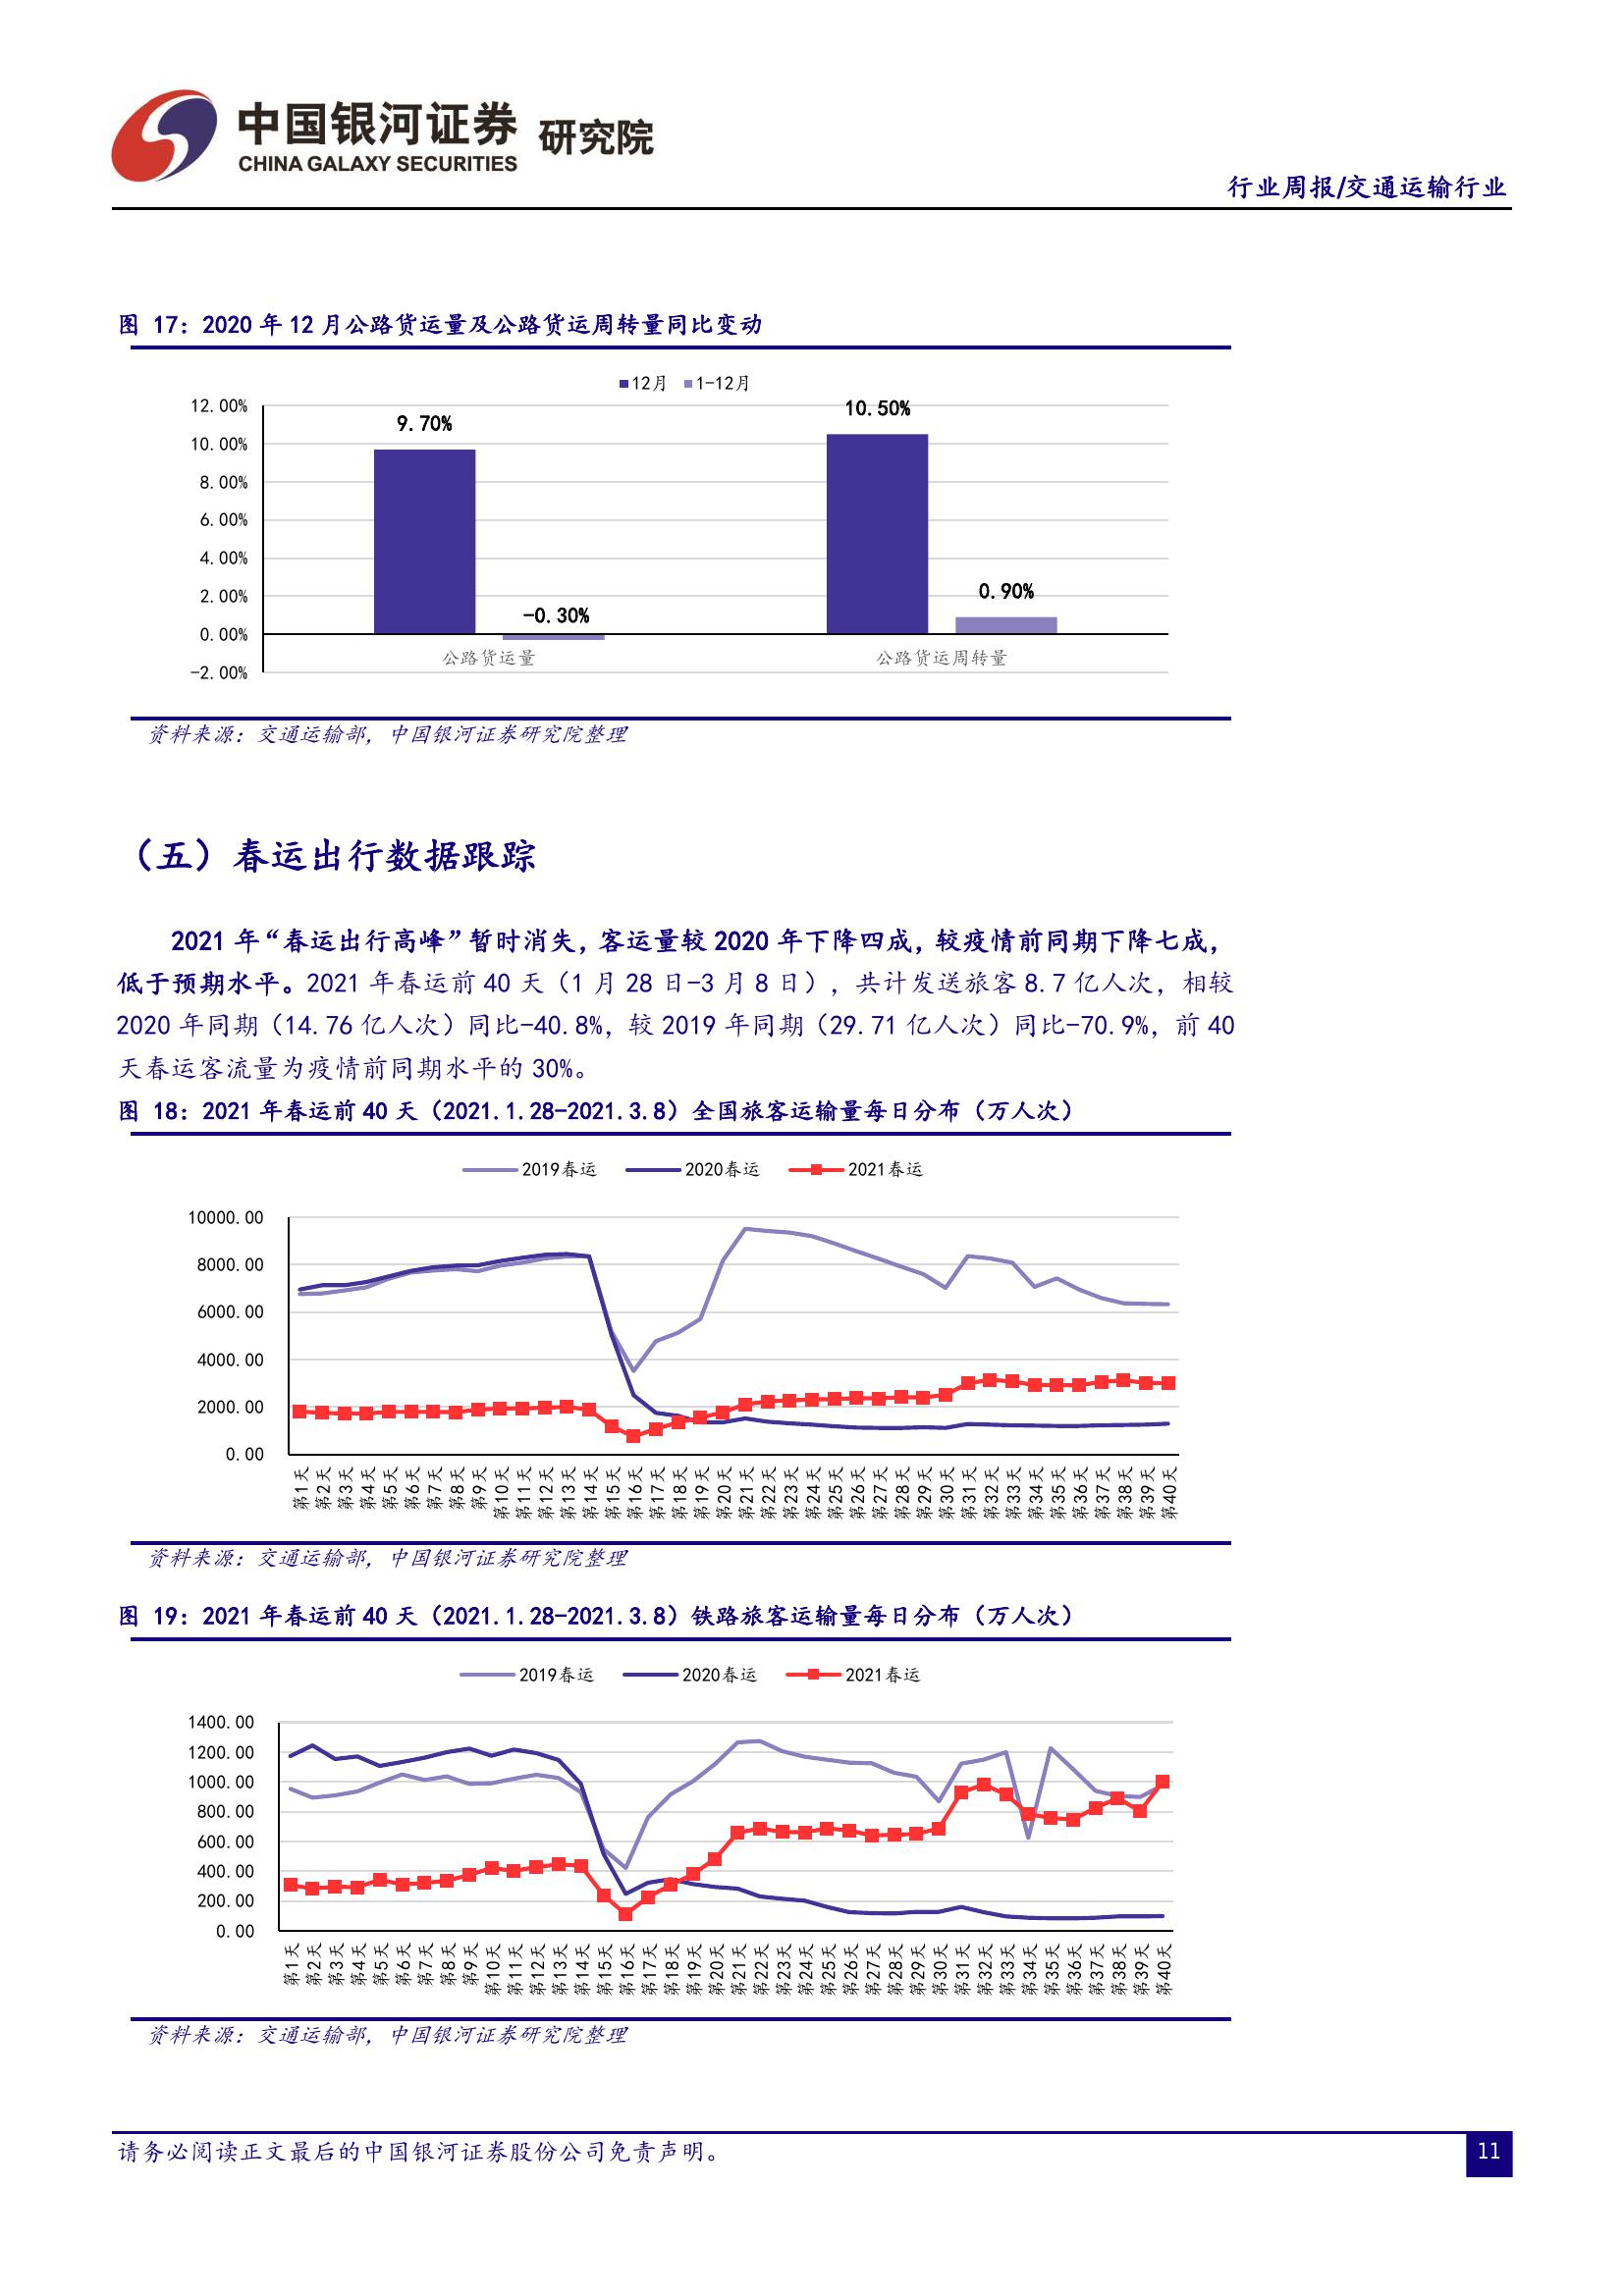 中国银河证券 研究院
CHINA GALAXY SECURITIES
行业周报/交通运输行业
图 17：2020 年 12 月公路货运量及公路货运周转量同比变动
12月 1-12月
12.00%
10.00%
8.00%
6.00%
4.00%
2.00%
0.00%
-2.00%
9.70%
-0.30%
10.50%
0.90%
公路货运量
公路货运周转量
资料来源：交通运输部，中国银河证券研究院整理
（五）春运出行数据跟踪
2021 年“春运出行高峰”暂时消失，客运量较 2020 年下降四成，较疫情前同期下降七成，
低于预期水平。2021 年春运前 40 天（1 月 28 日-3 月 8 日），共计发送旅客 8.7 亿人次，相较
2020 年同期（14.76 亿人次）同比-40.8%，较 2019 年同期（29.71 亿人次）同比-70.9%，前 40
天春运客流量为疫情前同期水平的 30%。
图 18：2021 年春运前 40 天（2021.1.28-2021.3.8）全国旅客运输量每日分布（万人次）
2019春运 2020春运 2021春运
10000.00
8000.00
6000.00
4000.00
2000.00
0.00
第1天 第2天 第3天 第4天 第5天 第6天 第7天 第8天 第9天 第10天 第11天 第12天 第13天 第14天 第15天 第16天 第17天 第18天 第19天 第20天 第21天 第22天 第23天 第24天 第25天 第26天 第27天 第28天 第29天 第30天 第31天 第32天 第33天 第34天 第35天 第36天 第37天 第38天 第39天 第40天
资料来源：交通运输部，中国银河证券研究院整理
图 19：2021 年春运前 40 天（2021.1.28-2021.3.8）铁路旅客运输量每日分布（万人次）
2019春运 2020春运 2021春运
1400.00
1200.00
1000.00
800.00
600.00
400.00
200.00
0.00
第1天 第2天 第3天 第4天 第5天 第6天 第7天 第8天 第9天 第10天 第11天 第12天 第13天 第14天 第15天 第16天 第17天 第18天 第19天 第20天 第21天 第22天 第23天 第24天 第25天 第26天 第27天 第28天 第29天 第30天 第31天 第32天 第33天 第34天 第35天 第36天 第37天 第38天 第39天 第40天
资料来源：交通运输部，中国银河证券研究院整理
请务必阅读正文最后的中国银河证券股份公司免责声明。
11